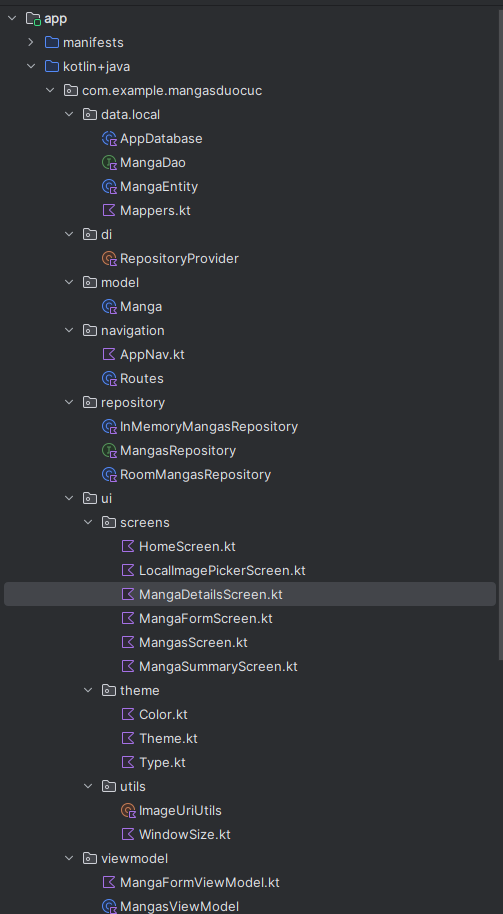 app
manifests
kotlin+java
com.example.mangasduocuc
data.local
AppDatabase
MangaDao
MangaEntity
Mappers.kt
di
RepositoryProvider
model
Manga
navigation
AppNav.kt
Routes
repository
InMemoryMangasRepository
MangasRepository
RoomMangasRepository
ui
screens
HomeScreen.kt
LocalImagePickerScreen.kt
MangaDetailsScreen.kt
MangaFormScreen.kt
MangasScreen.kt
MangaSummaryScreen.kt
theme
Color.kt
Theme.kt
Type.kt
utils
ImageUriUtils
WindowSize.kt
viewmodel
MangaFormViewModel.kt
MangasViewModel